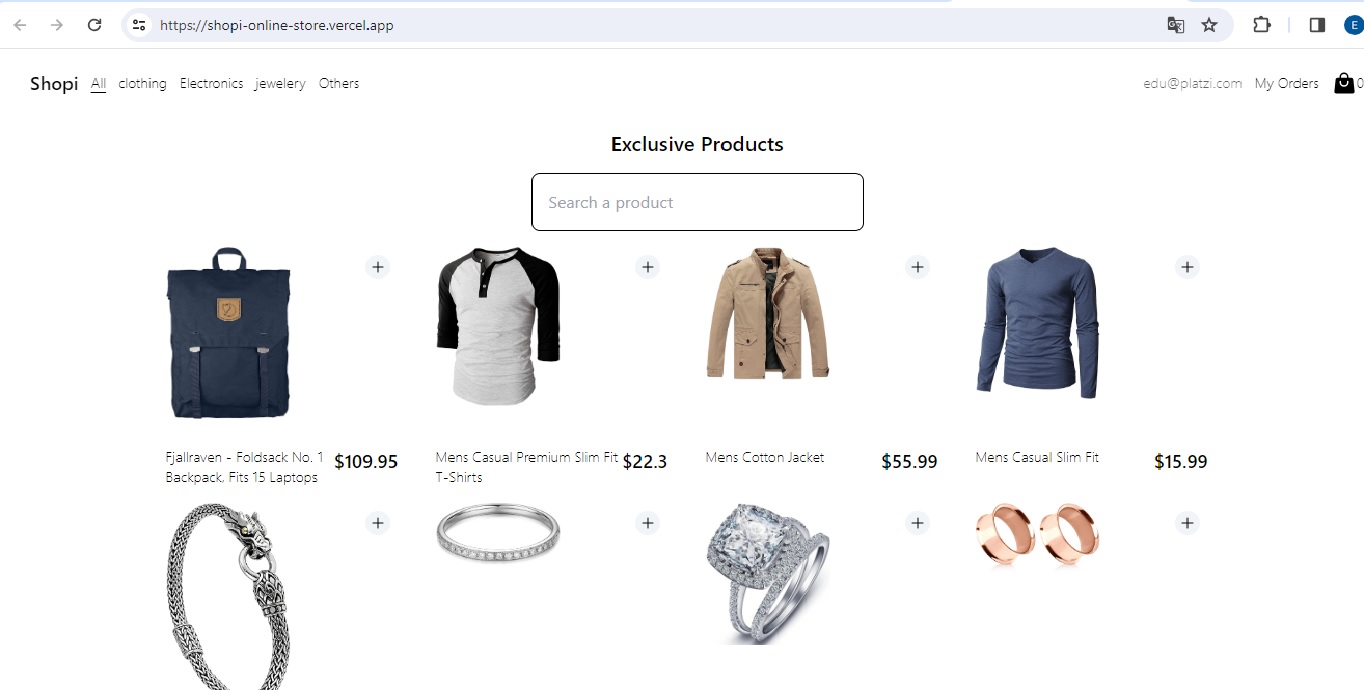 https://shopi-online-store.vercel.app
E
Shopi All clothing Electronics jewelery Others edu@platzi.com My Orders 0
Exclusive Products
Search a product
+ + + +
Fjallraven - Foldsack No. 1 $109.95 Mens Casual Premium Slim Fit $22.3 Mens Cotton Jacket $55.99 Mens Casual Slim Fit $15.99
Backpack, Fits 15 Laptops T-Shirts
+ + + +